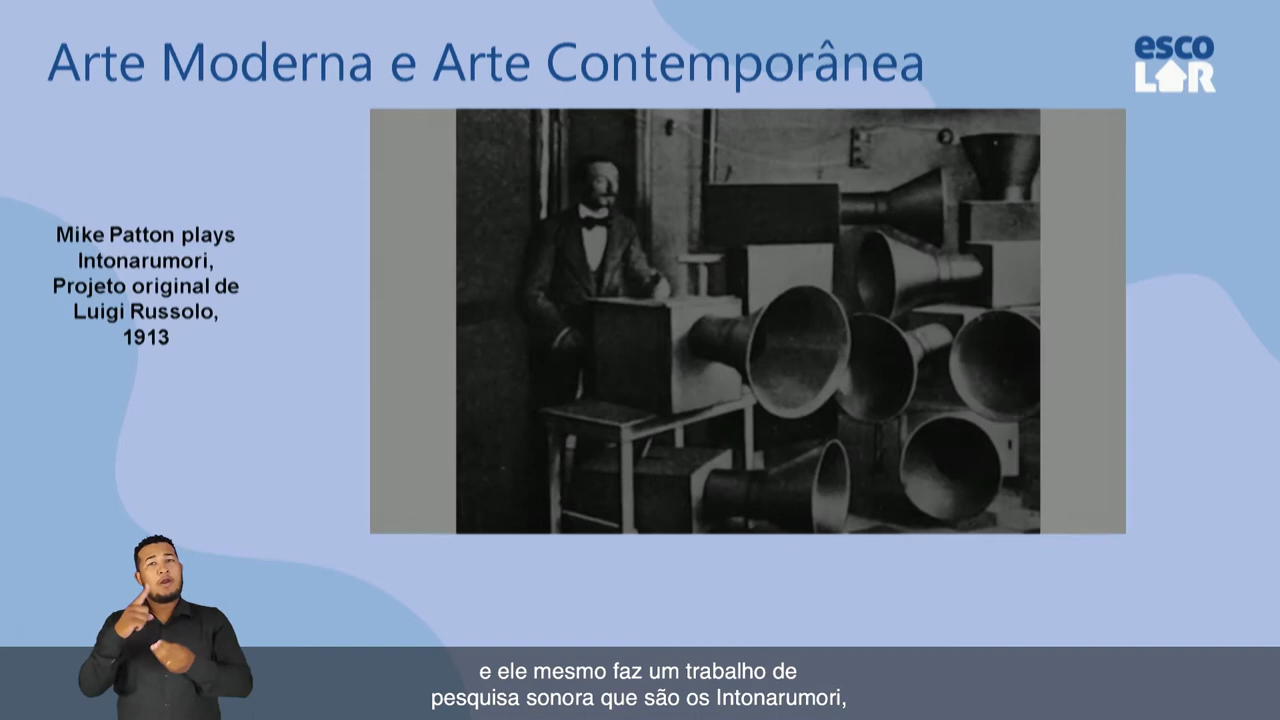 Arte Moderna e Arte Contemporânea
esco
LAR
Mike Patton plays
Intonarumori,
Projeto original de
Luigi Russolo,
1913
e ele mesmo faz um trabalho de
pesquisa sonora que são os Intonarumori,